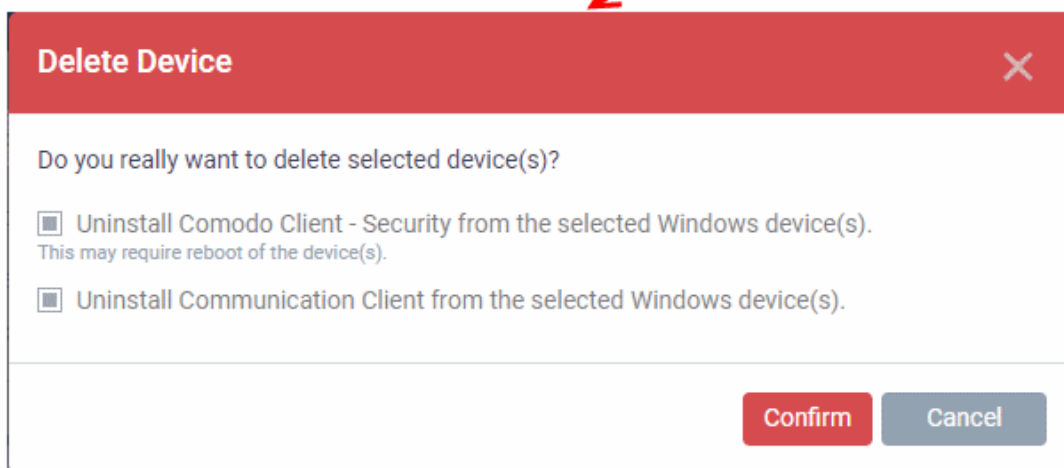 Delete Device
Do you really want to delete selected device(s)?
Uninstall Comodo Client - Security from the selected Windows device(s).
This may require reboot of the device(s).
Uninstall Communication Client from the selected Windows device(s).
Confirm Cancel